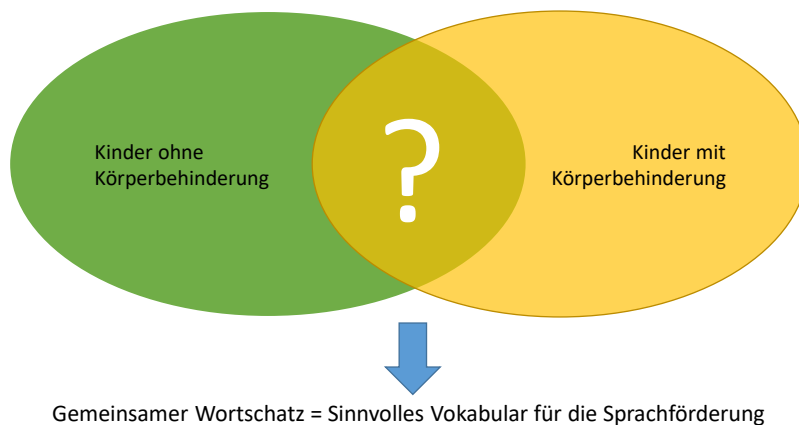 Kinder ohne
Körperbehinderung
?
Kinder mit
Körperbehinderung
Gemeinsamer Wortschatz = Sinnvolles Vokabular für die Sprachförderung